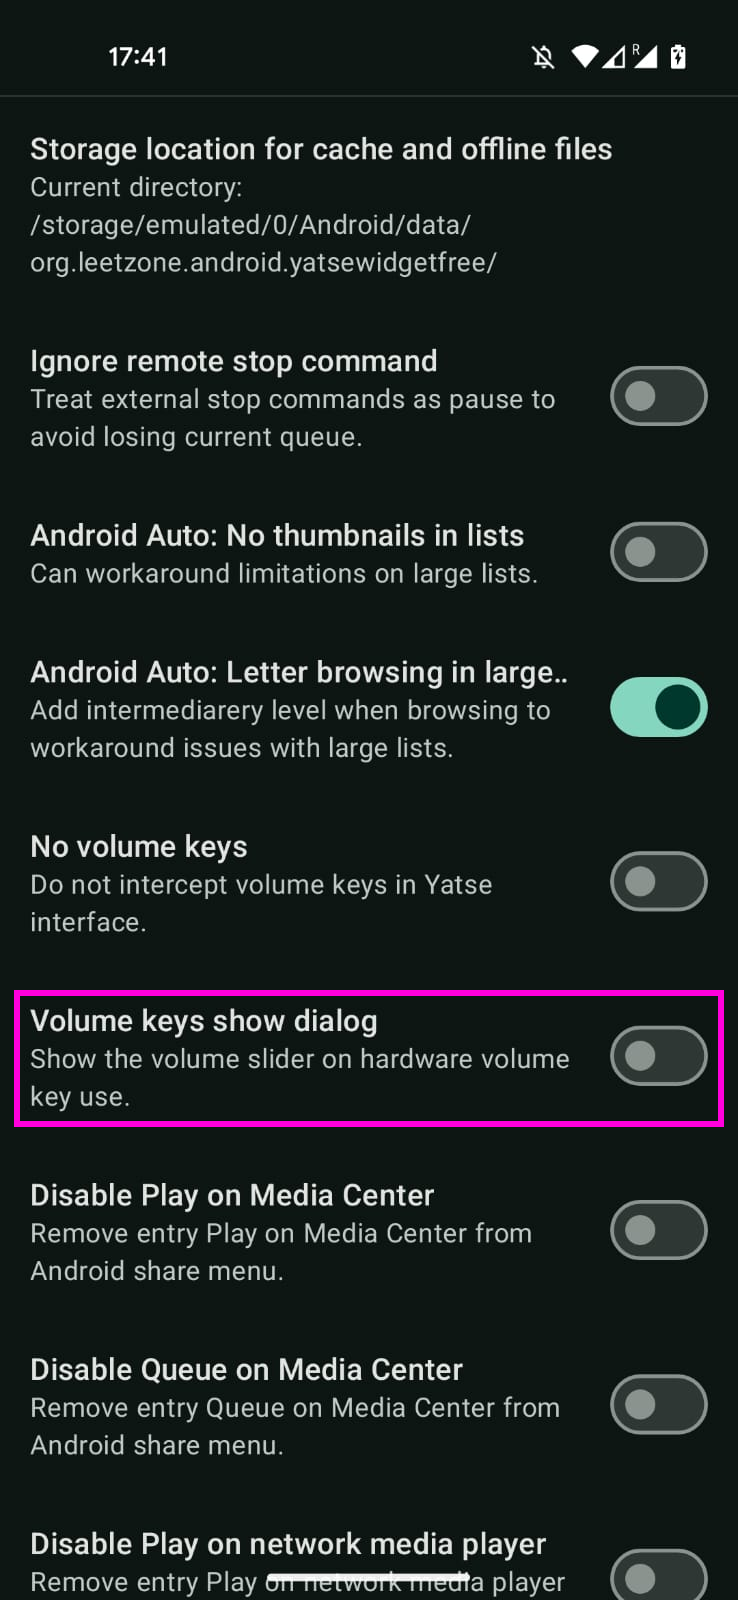 17:41
R
Storage location for cache and offline files
Current directory:
/storage/emulated/0/Android/data/
org.leetzone.android.yatsewidgetfree/
Ignore remote stop command
Treat external stop commands as pause to
avoid losing current queue.
Android Auto: No thumbnails in lists
Can workaround limitations on large lists.
Android Auto: Letter browsing in large..
Add intermediarery level when browsing to
workaround issues with large lists.
No volume keys
Do not intercept volume keys in Yatse
interface.
Volume keys show dialog
Show the volume slider on hardware volume
key use.
Disable Play on Media Center
Remove entry Play on Media Center from
Android share menu.
Disable Queue on Media Center
Remove entry Queue on Media Center from
Android share menu.
Disable Play on network media player
Remove entry Play on network media player